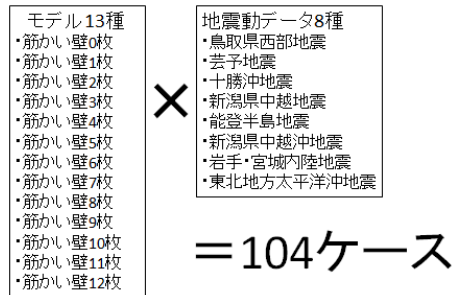 モデル13種
・筋かい壁0枚
・筋かい壁1枚
・筋かい壁2枚
・筋かい壁3枚
・筋かい壁4枚
・筋かい壁5枚
・筋かい壁6枚
・筋かい壁7枚
・筋かい壁8枚
・筋かい壁9枚
・筋かい壁10枚
・筋かい壁11枚
・筋かい壁12枚
×
地震動データ8種
・鳥取県西部地震
・芸予地震
・十勝沖地震
・新潟県中越地震
・能登半島地震
・新潟県中越沖地震
・岩手・宮城内陸地震
・東北地方太平洋沖地震
＝104ケース